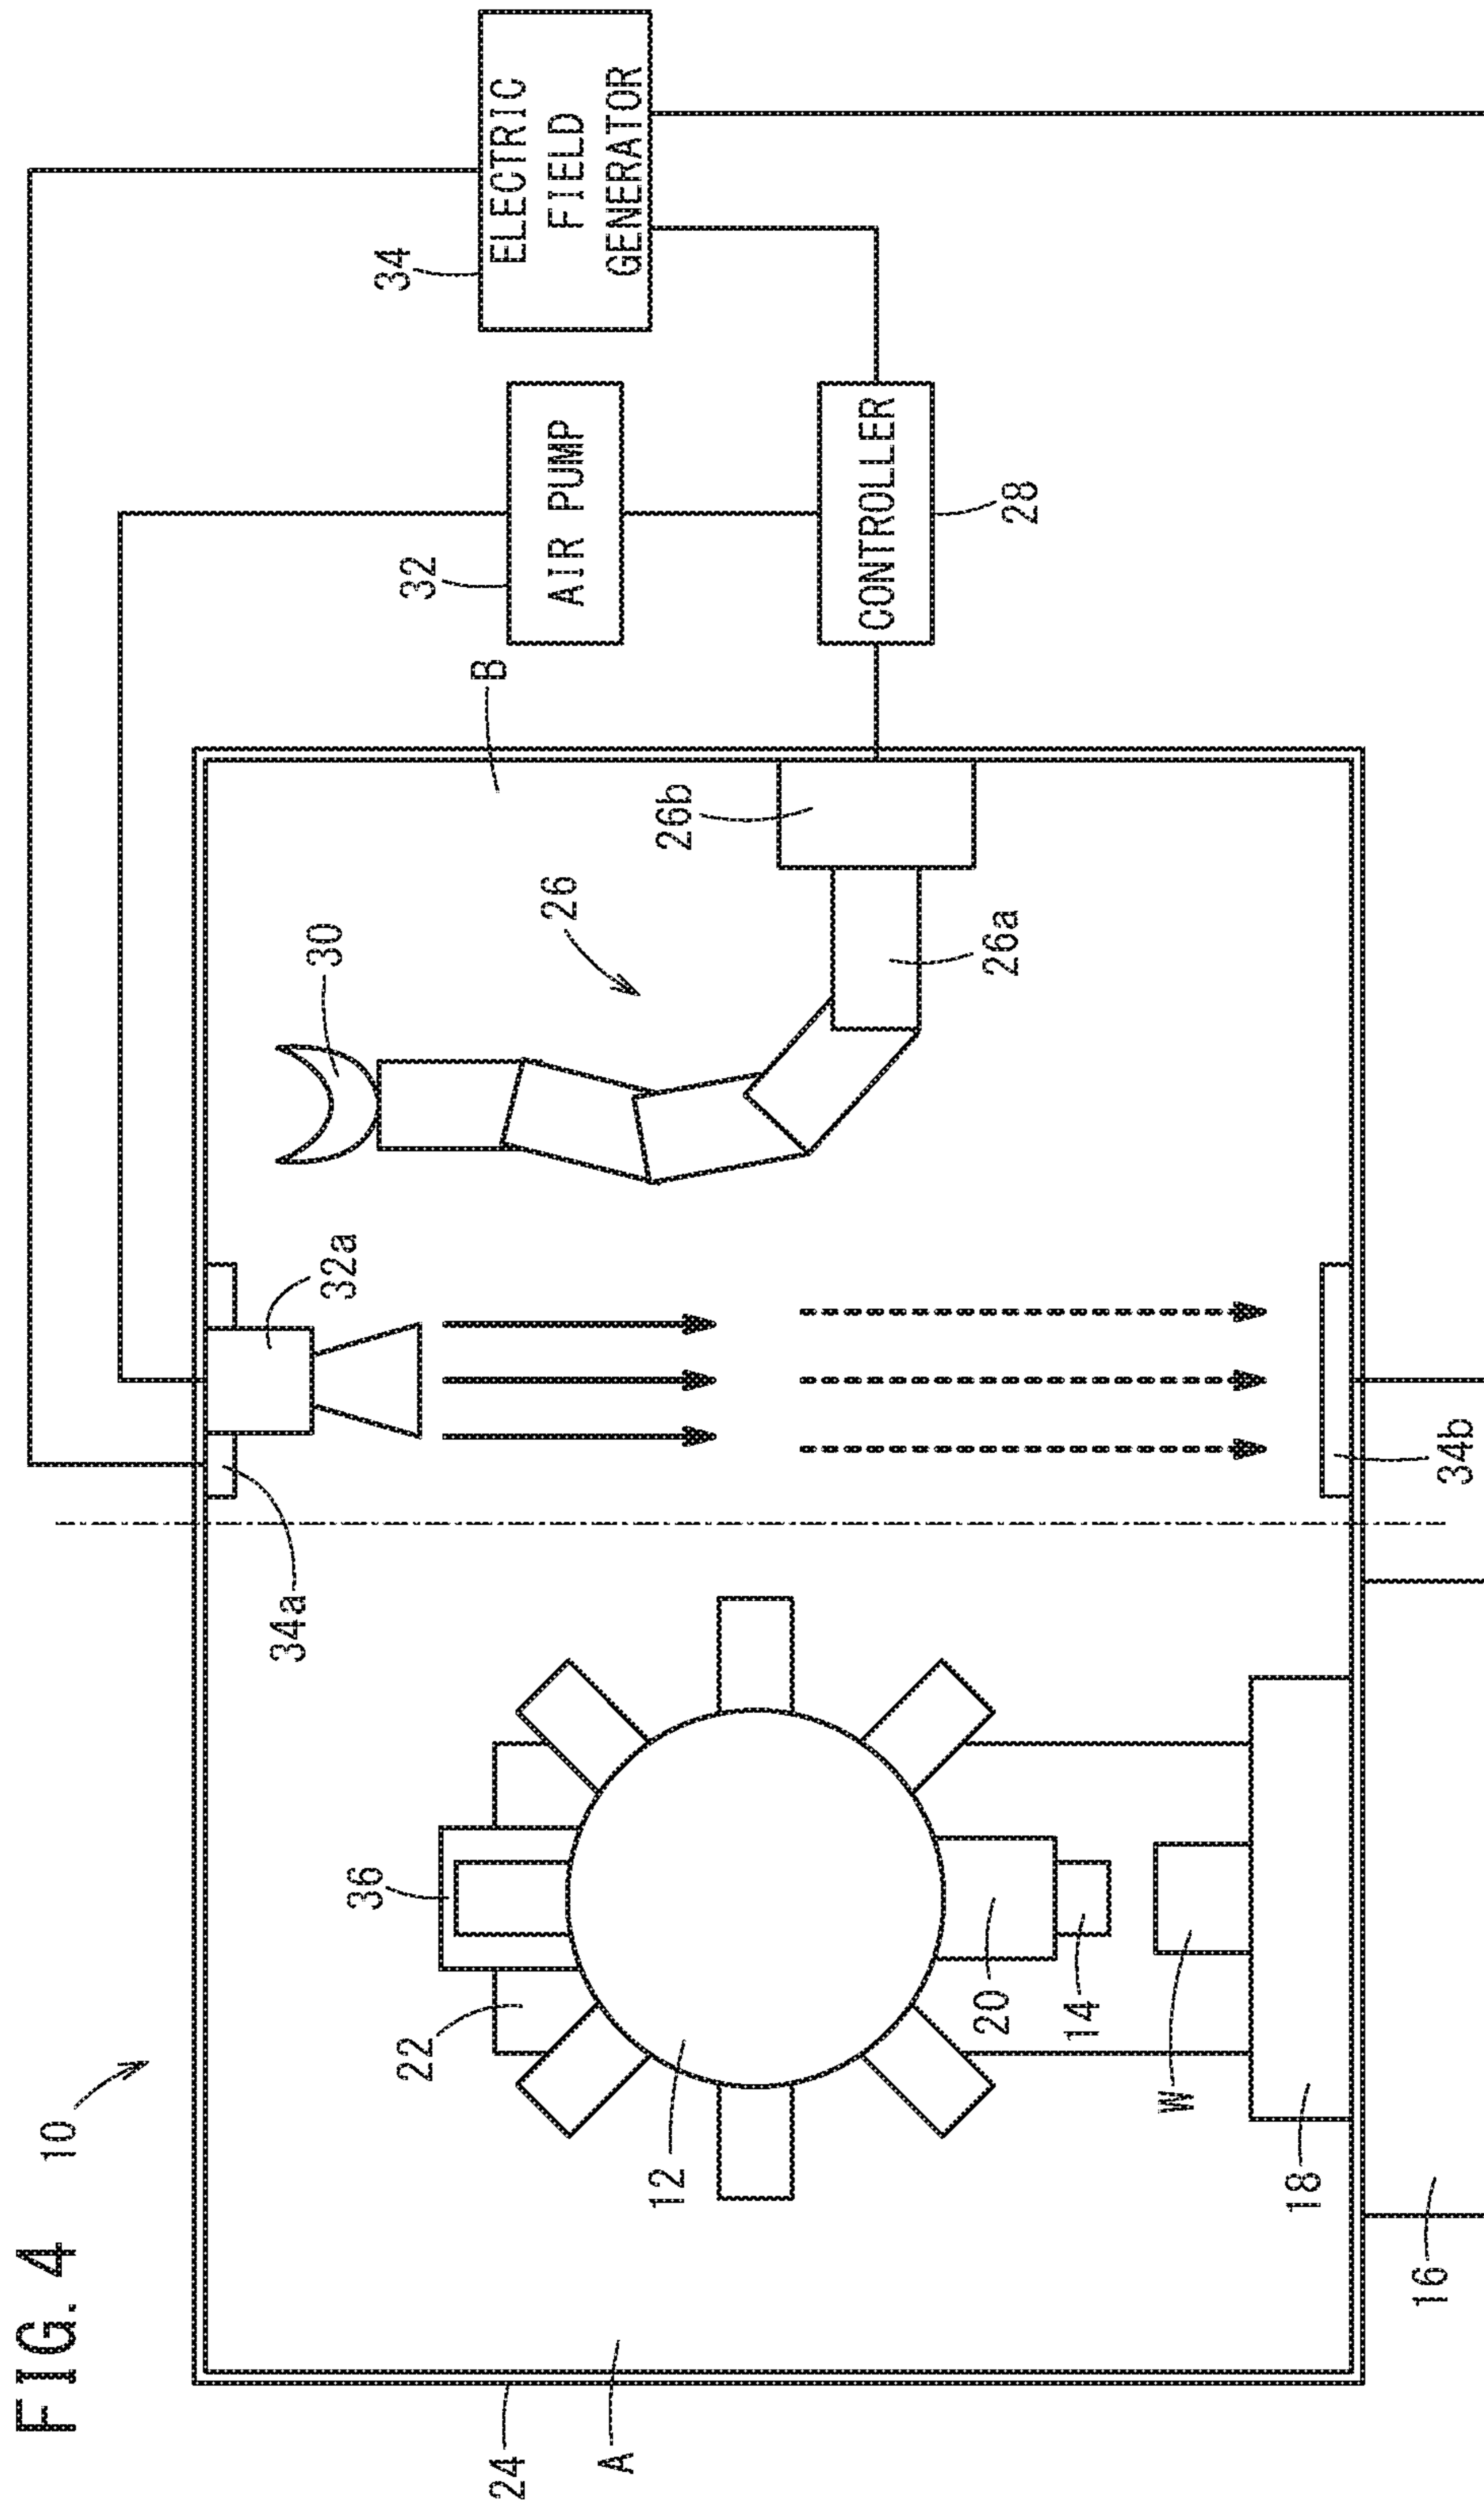 FIG. 4
10
34a
32a
30
34
ELECTRIC
FIELD
GENERATOR
36
22
26
32
AIR PUMP
B
24
A
12
26b
20
14
26a
CONTROLLER
28
W
18
16
34b